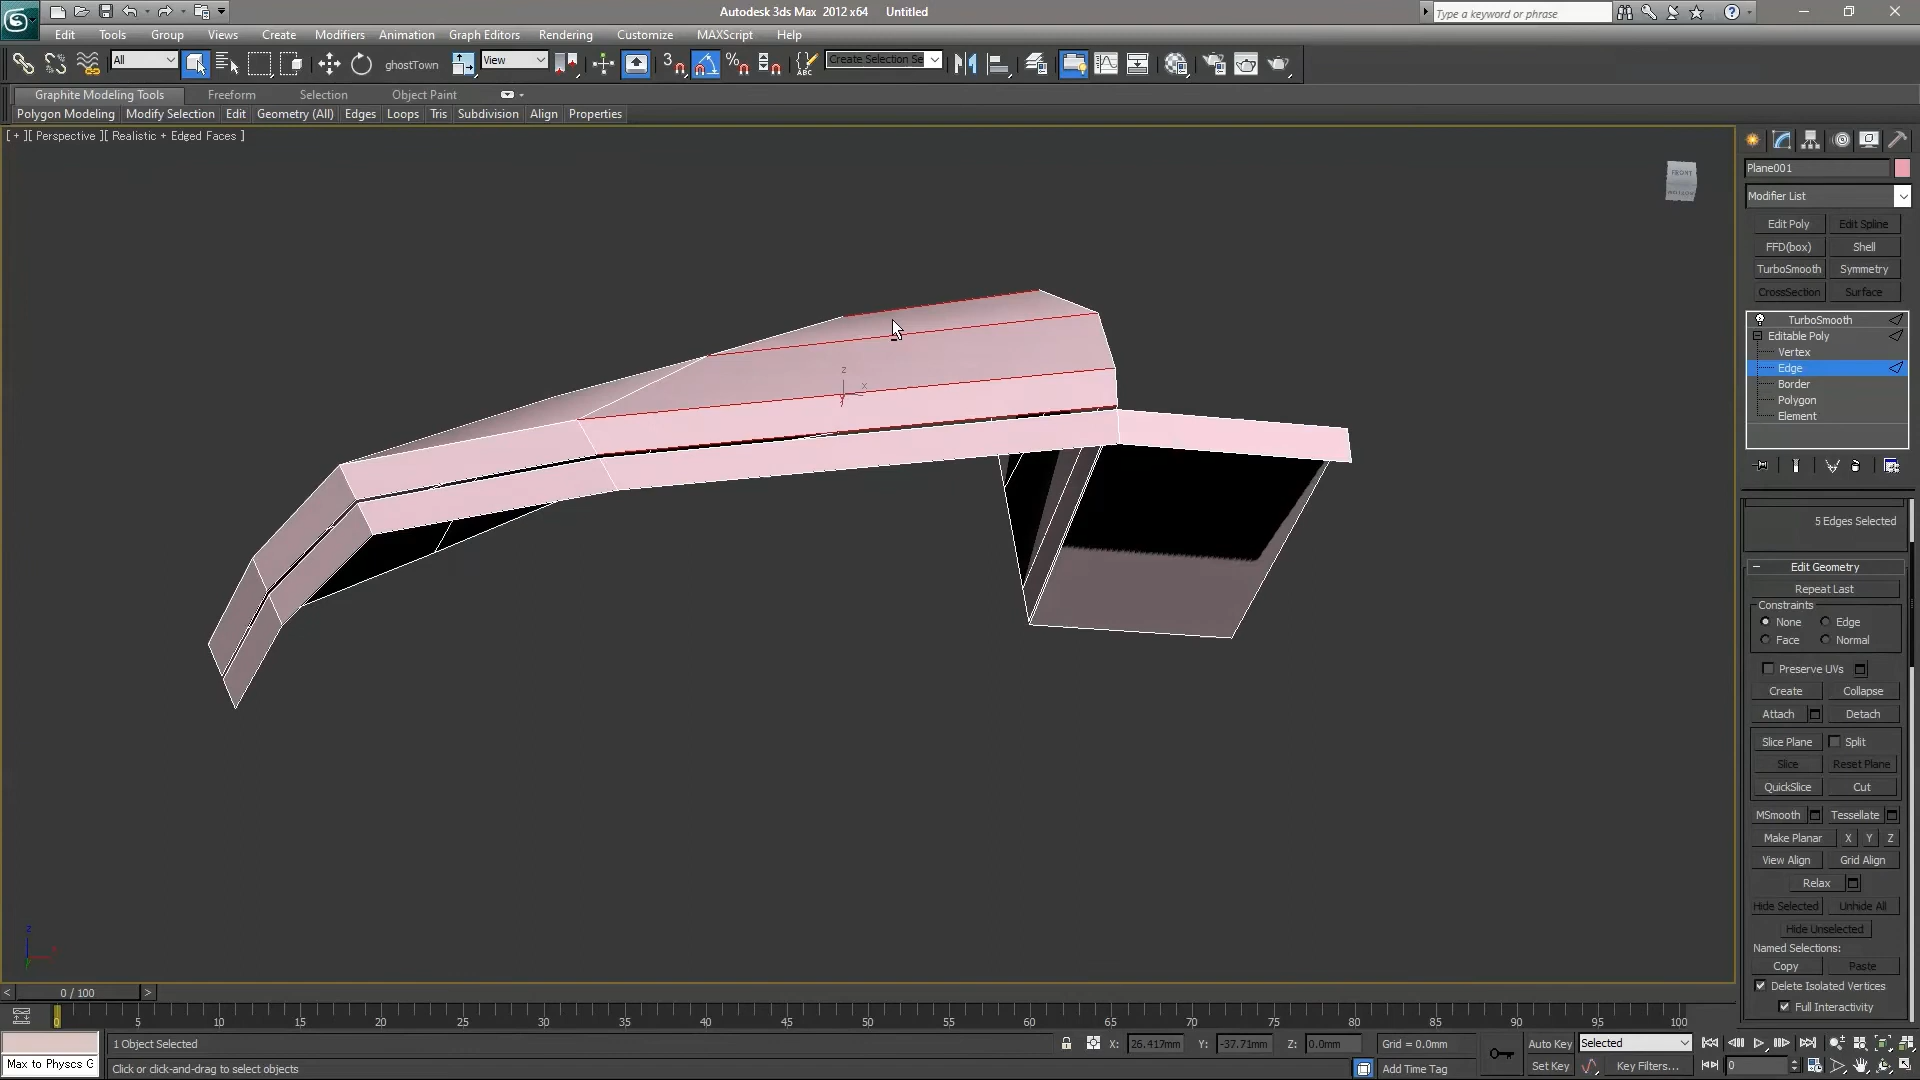 Autodesk 3ds Max 2012 x64 Untitled
Type a keyword or phrase
Edit Tools Group Views Create Modifiers Animation Graph Editors Rendering Customize MAXScript Help
All
ghostTown
View
3
ABC
Create Selection Se
Graphite Modeling Tools Freeform Selection Object Paint
Polygon Modeling Modify Selection Edit Geometry (All) Edges Loops Tris Subdivision Align Properties
[ + ][ Perspective ][ Realistic + Edged Faces ]
FRONT
z
x
Plane001
Modifier List
Edit Poly Edit Spline
FFD(box) Shell
TurboSmooth Symmetry
CrossSection Surface
TurboSmooth
Editable Poly
Vertex
Edge
Border
Polygon
Element
5 Edges Selected
Edit Geometry
Repeat Last
Constraints
None Edge
Face Normal
Preserve UVs
Create Collapse
Attach Detach
Slice Plane Split
Slice Reset Plane
QuickSlice Cut
MSmooth Tessellate
Make Planar X Y Z
View Align Grid Align
Relax
Hide Selected Unhide All
Hide Unselected
Named Selections:
Copy Paste
Delete Isolated Vertices
Full Interactivity
z
< 0 / 100 >
0 5 10 15 20 25 30 35 40 45 50 55 60 65 70 75 80 85 90 95 100
1 Object Selected X: 26.417mm Y: -37.71mm Z: 0.0mm Grid = 0.0mm Auto Key Selected
Max to Physcs C Click or click-and-drag to select objects Add Time Tag Set Key Key Filters... 0